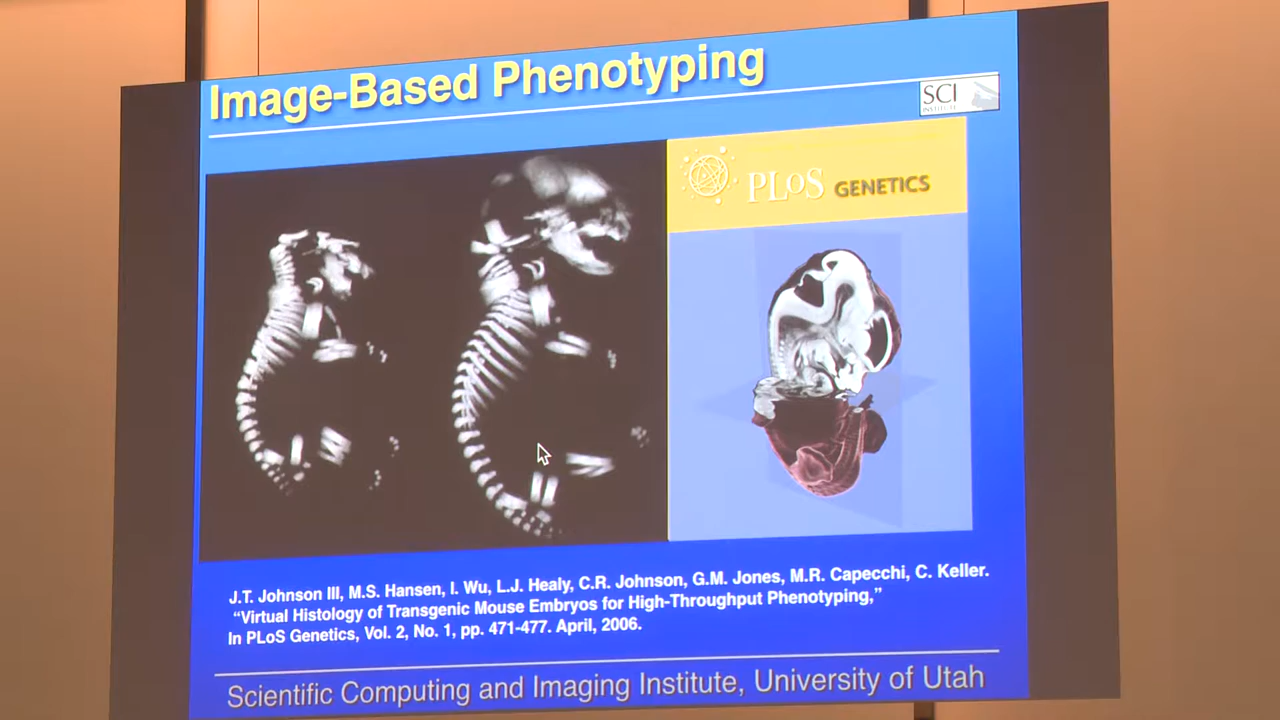 Image-Based Phenotyping
SCI
INSTITUTE
PLoS GENETICS
J.T. Johnson III, M.S. Hansen, I. Wu, L.J. Healy, C.R. Johnson, G.M. Jones, M.R. Capecchi, C. Keller.
“Virtual Histology of Transgenic Mouse Embryos for High-Throughput Phenotyping,”
In PLoS Genetics, Vol. 2, No. 1, pp. 471-477. April, 2006.
Scientific Computing and Imaging Institute, University of Utah